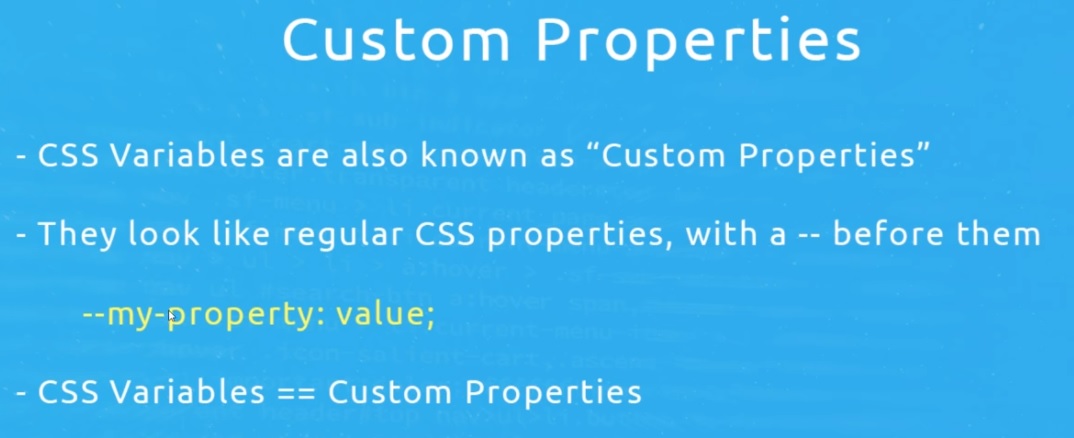 Custom Properties
- CSS Variables are also known as “Custom Properties”
- They look like regular CSS properties, with a -- before them
--my-property: value;
- CSS Variables == Custom Properties